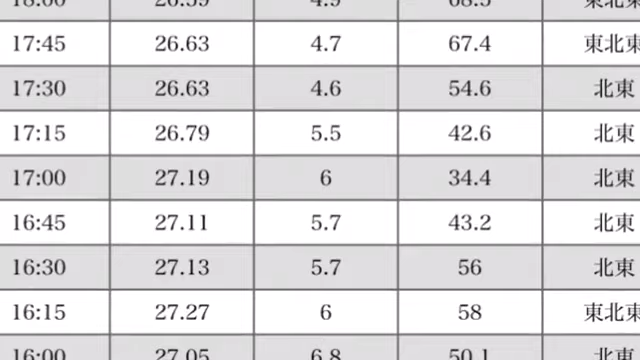 18:00 26.59 4.9 68.5 東北東
17:45 26.63 4.7 67.4 東北東
17:30 26.63 4.6 54.6 北東
17:15 26.79 5.5 42.6 北東
17:00 27.19 6 34.4 北東
16:45 27.11 5.7 43.2 北東
16:30 27.13 5.7 56 北東
16:15 27.27 6 58 東北東
16:00 27.05 6.8 50.1 北東